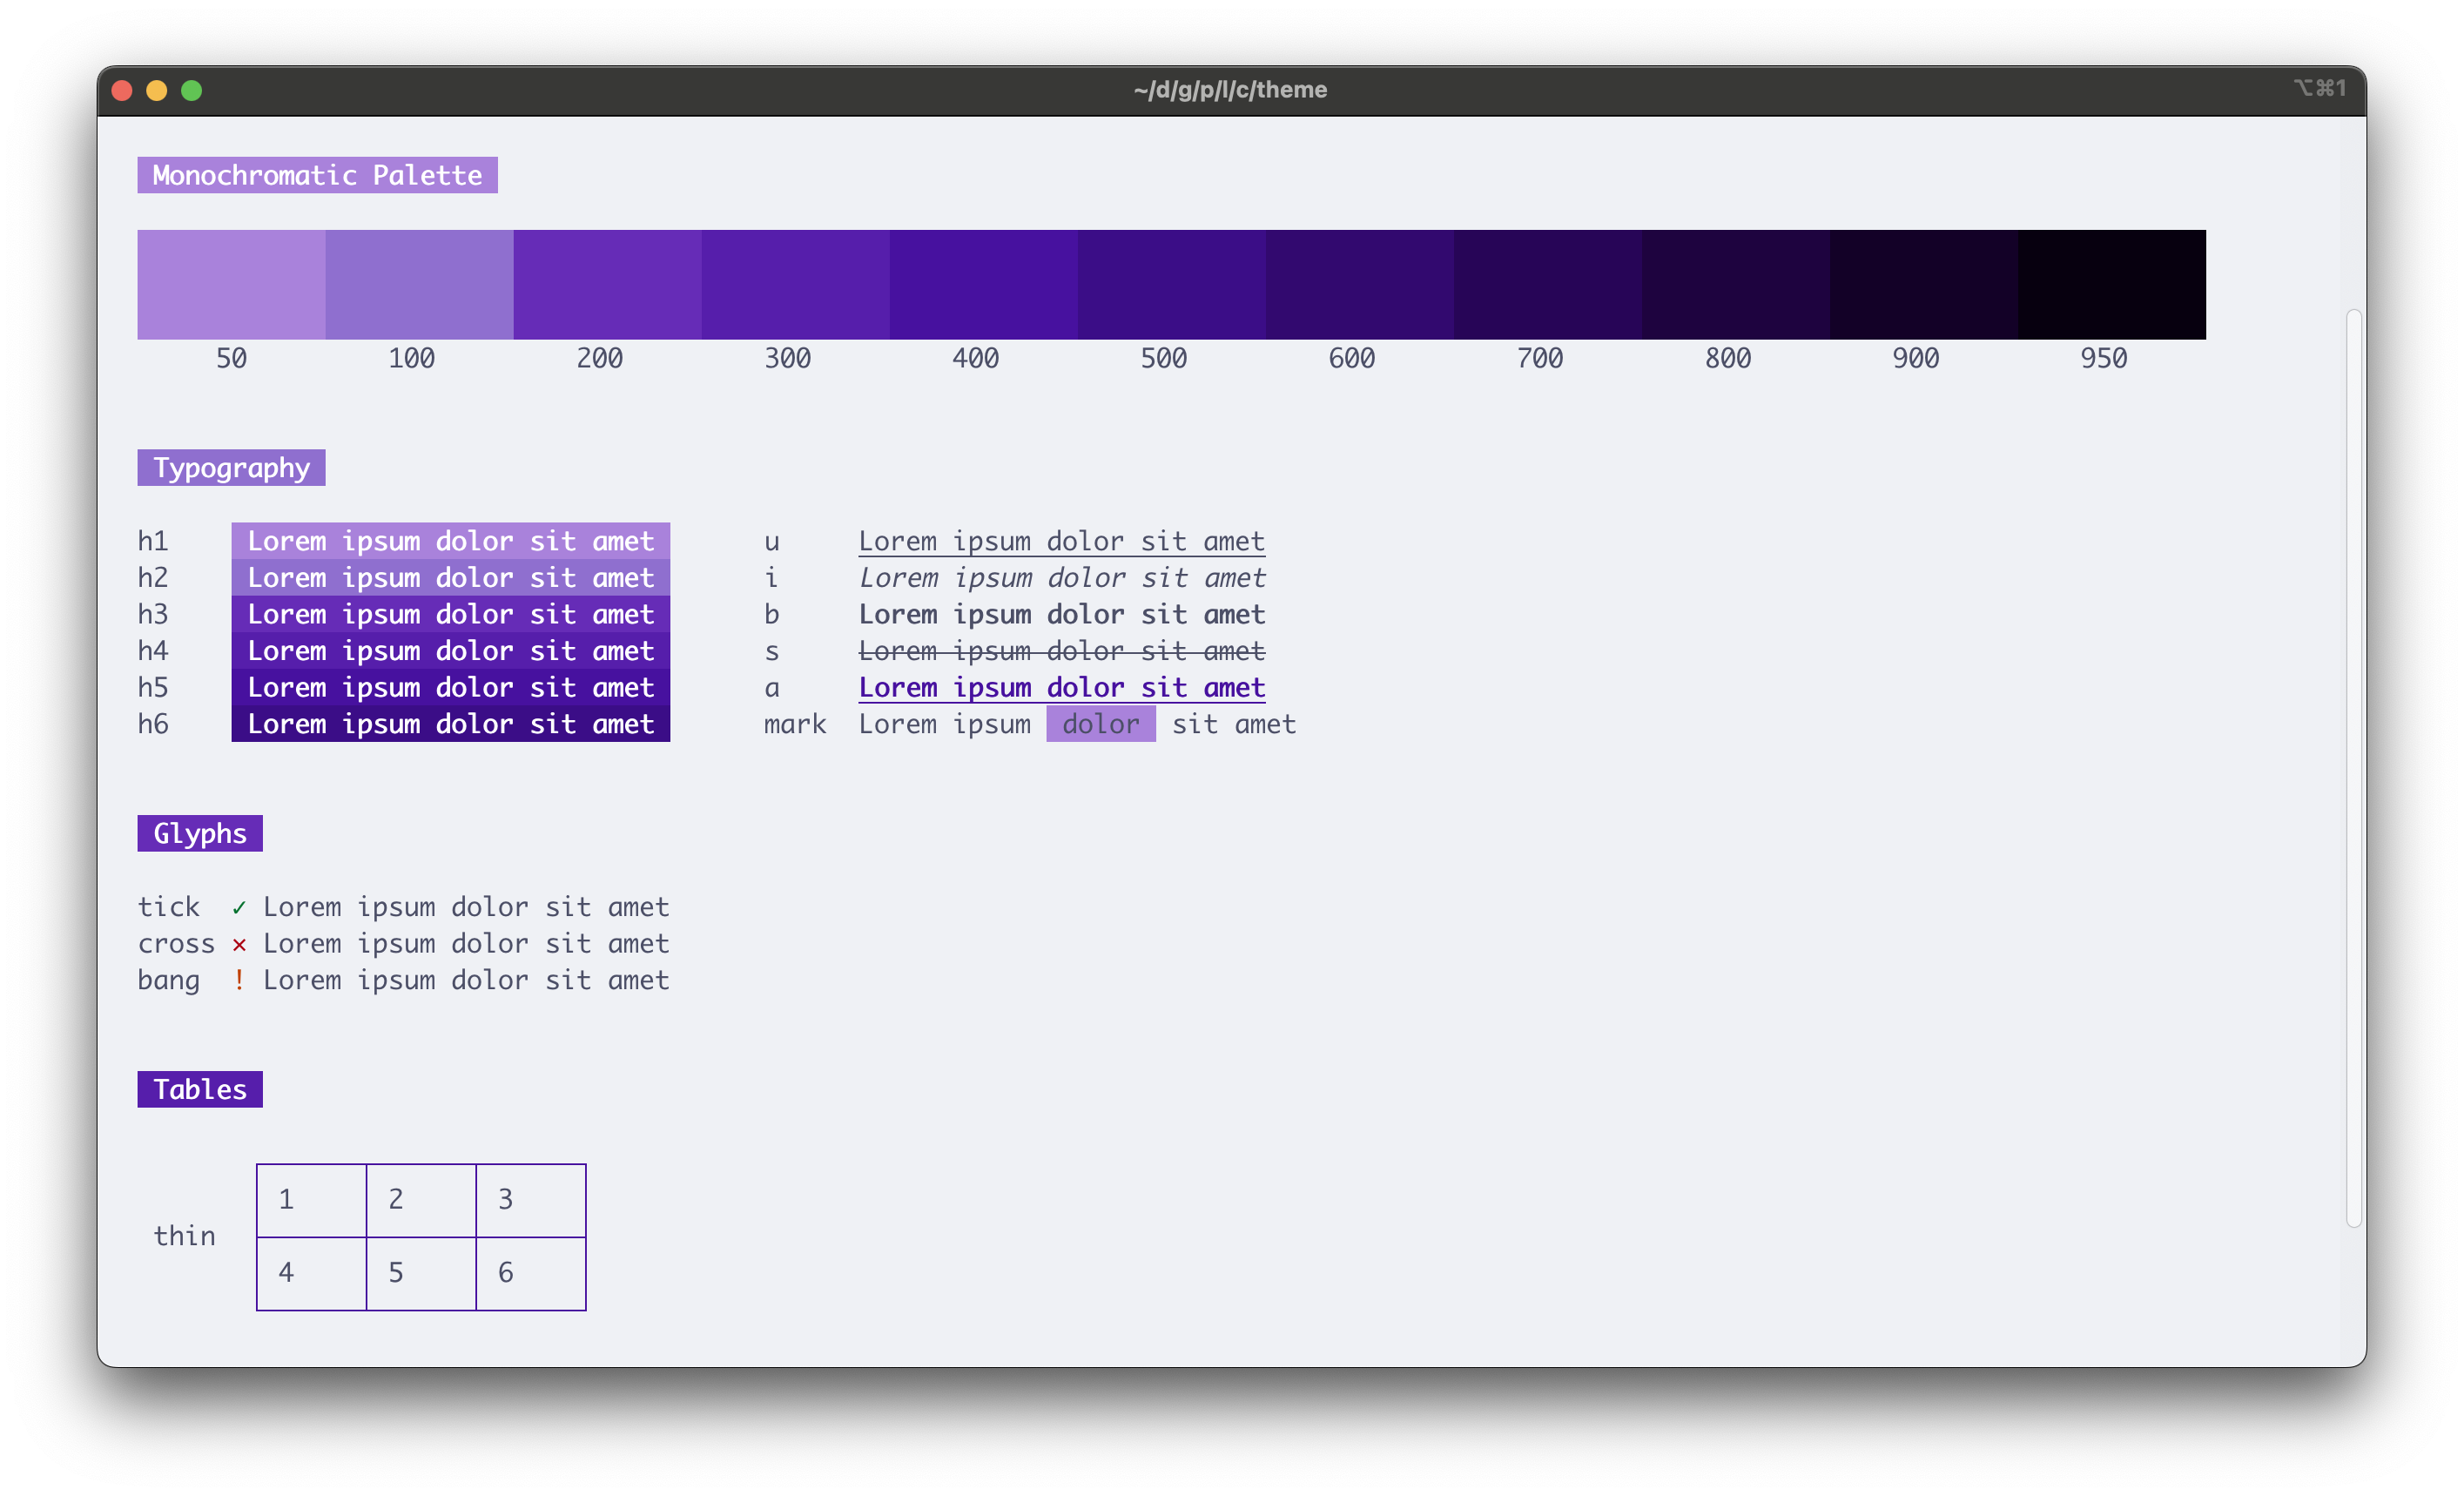 ~/d/g/p/l/c/theme
⌥⌘1
Monochromatic Palette
50 100 200 300 400 500 600 700 800 900 950
Typography
h1 Lorem ipsum dolor sit amet u Lorem ipsum dolor sit amet
h2 Lorem ipsum dolor sit amet i Lorem ipsum dolor sit amet
h3 Lorem ipsum dolor sit amet b Lorem ipsum dolor sit amet
h4 Lorem ipsum dolor sit amet s Lorem ipsum dolor sit amet
h5 Lorem ipsum dolor sit amet a Lorem ipsum dolor sit amet
h6 Lorem ipsum dolor sit amet mark Lorem ipsum dolor sit amet
Glyphs
tick ✓ Lorem ipsum dolor sit amet
cross × Lorem ipsum dolor sit amet
bang ! Lorem ipsum dolor sit amet
Tables
1 2 3
thin
4 5 6